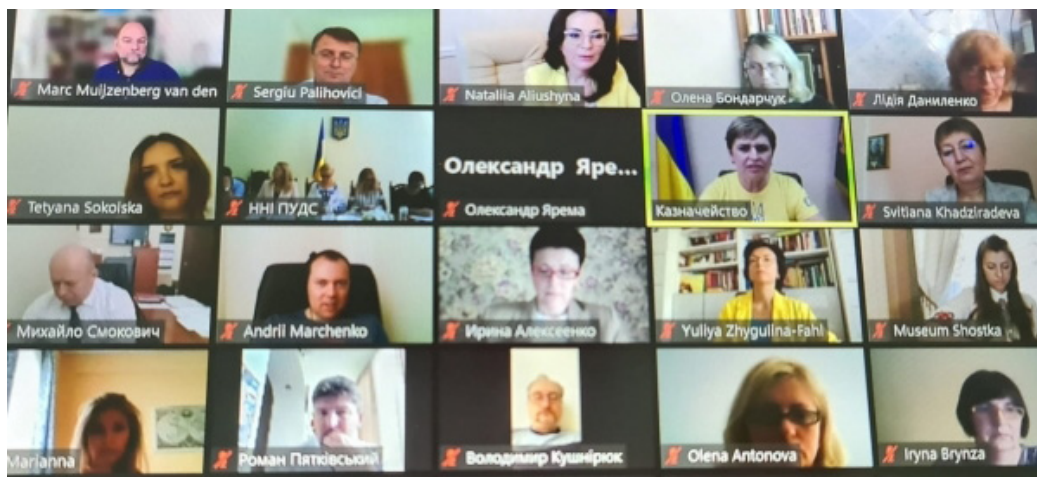 Marc Muijzenberg van den
Sergiu Palihovici
Nataliia Aliushyna
Олена Бондарчук
Лідія Даниленко
Tetyana Sokolska
ННІ ПУДС
Олександр Яре...
Олександр Ярема
Казначейство
Svitlana Khadziradeva
Михайло Смокович
Andrii Marchenko
Ирина Алексеенко
Yuliya Zhygulina-Fahl
Museum Shostka
Marianna
Роман Пятківський
Володимир Кушнірюк
Olena Antonova
Iryna Brynza